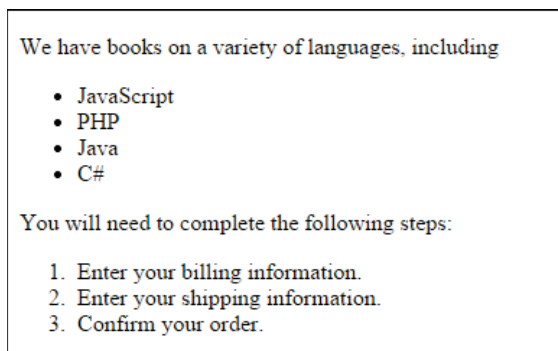 We have books on a variety of languages, including
• JavaScript
• PHP
• Java
• C#
You will need to complete the following steps:
1. Enter your billing information.
2. Enter your shipping information.
3. Confirm your order.